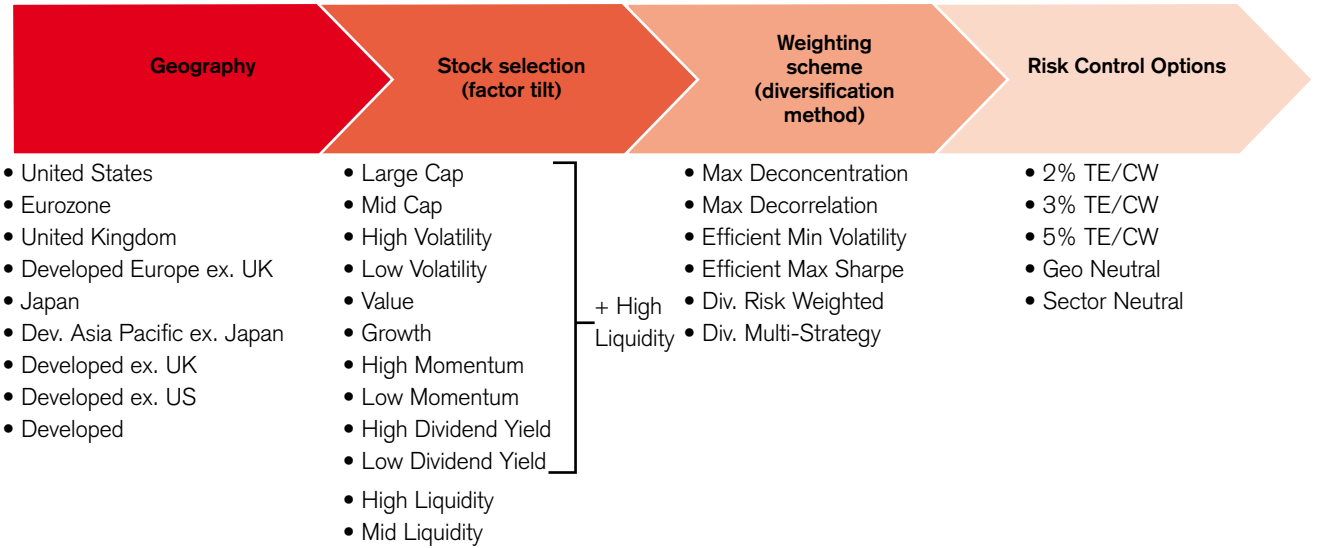 Geography
Stock selection
(factor tilt)
Weighting
scheme
(diversification
method)
Risk Control Options
• United States
• Eurozone
• United Kingdom
• Developed Europe ex. UK
• Japan
• Dev. Asia Pacific ex. Japan
• Developed ex. UK
• Developed ex. US
• Developed
• Large Cap
• Mid Cap
• High Volatility
• Low Volatility
• Value
• Growth
• High Momentum
• Low Momentum
• High Dividend Yield
• Low Dividend Yield
• High Liquidity
• Mid Liquidity
+ High
Liquidity
• Max Deconcentration
• Max Decorrelation
• Efficient Min Volatility
• Efficient Max Sharpe
• Div. Risk Weighted
• Div. Multi-Strategy
• 2% TE/CW
• 3% TE/CW
• 5% TE/CW
• Geo Neutral
• Sector Neutral